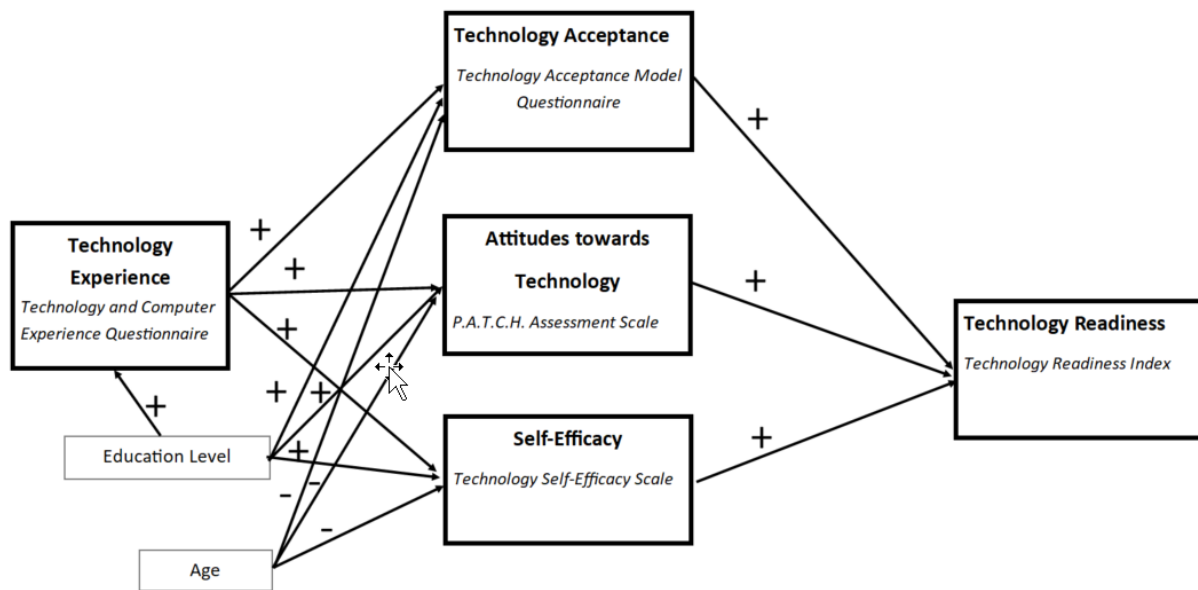 Technology Acceptance
Technology Acceptance Model
Questionnaire
+
+
Technology
Experience
Technology and Computer
Experience Questionnaire
+
+
Attitudes towards
Technology
P.A.T.C.H. Assessment Scale
+
Technology Readiness
Technology Readiness Index
+
+
+
Education Level
+
Self-Efficacy
Technology Self-Efficacy Scale
+
-
-
-
Age